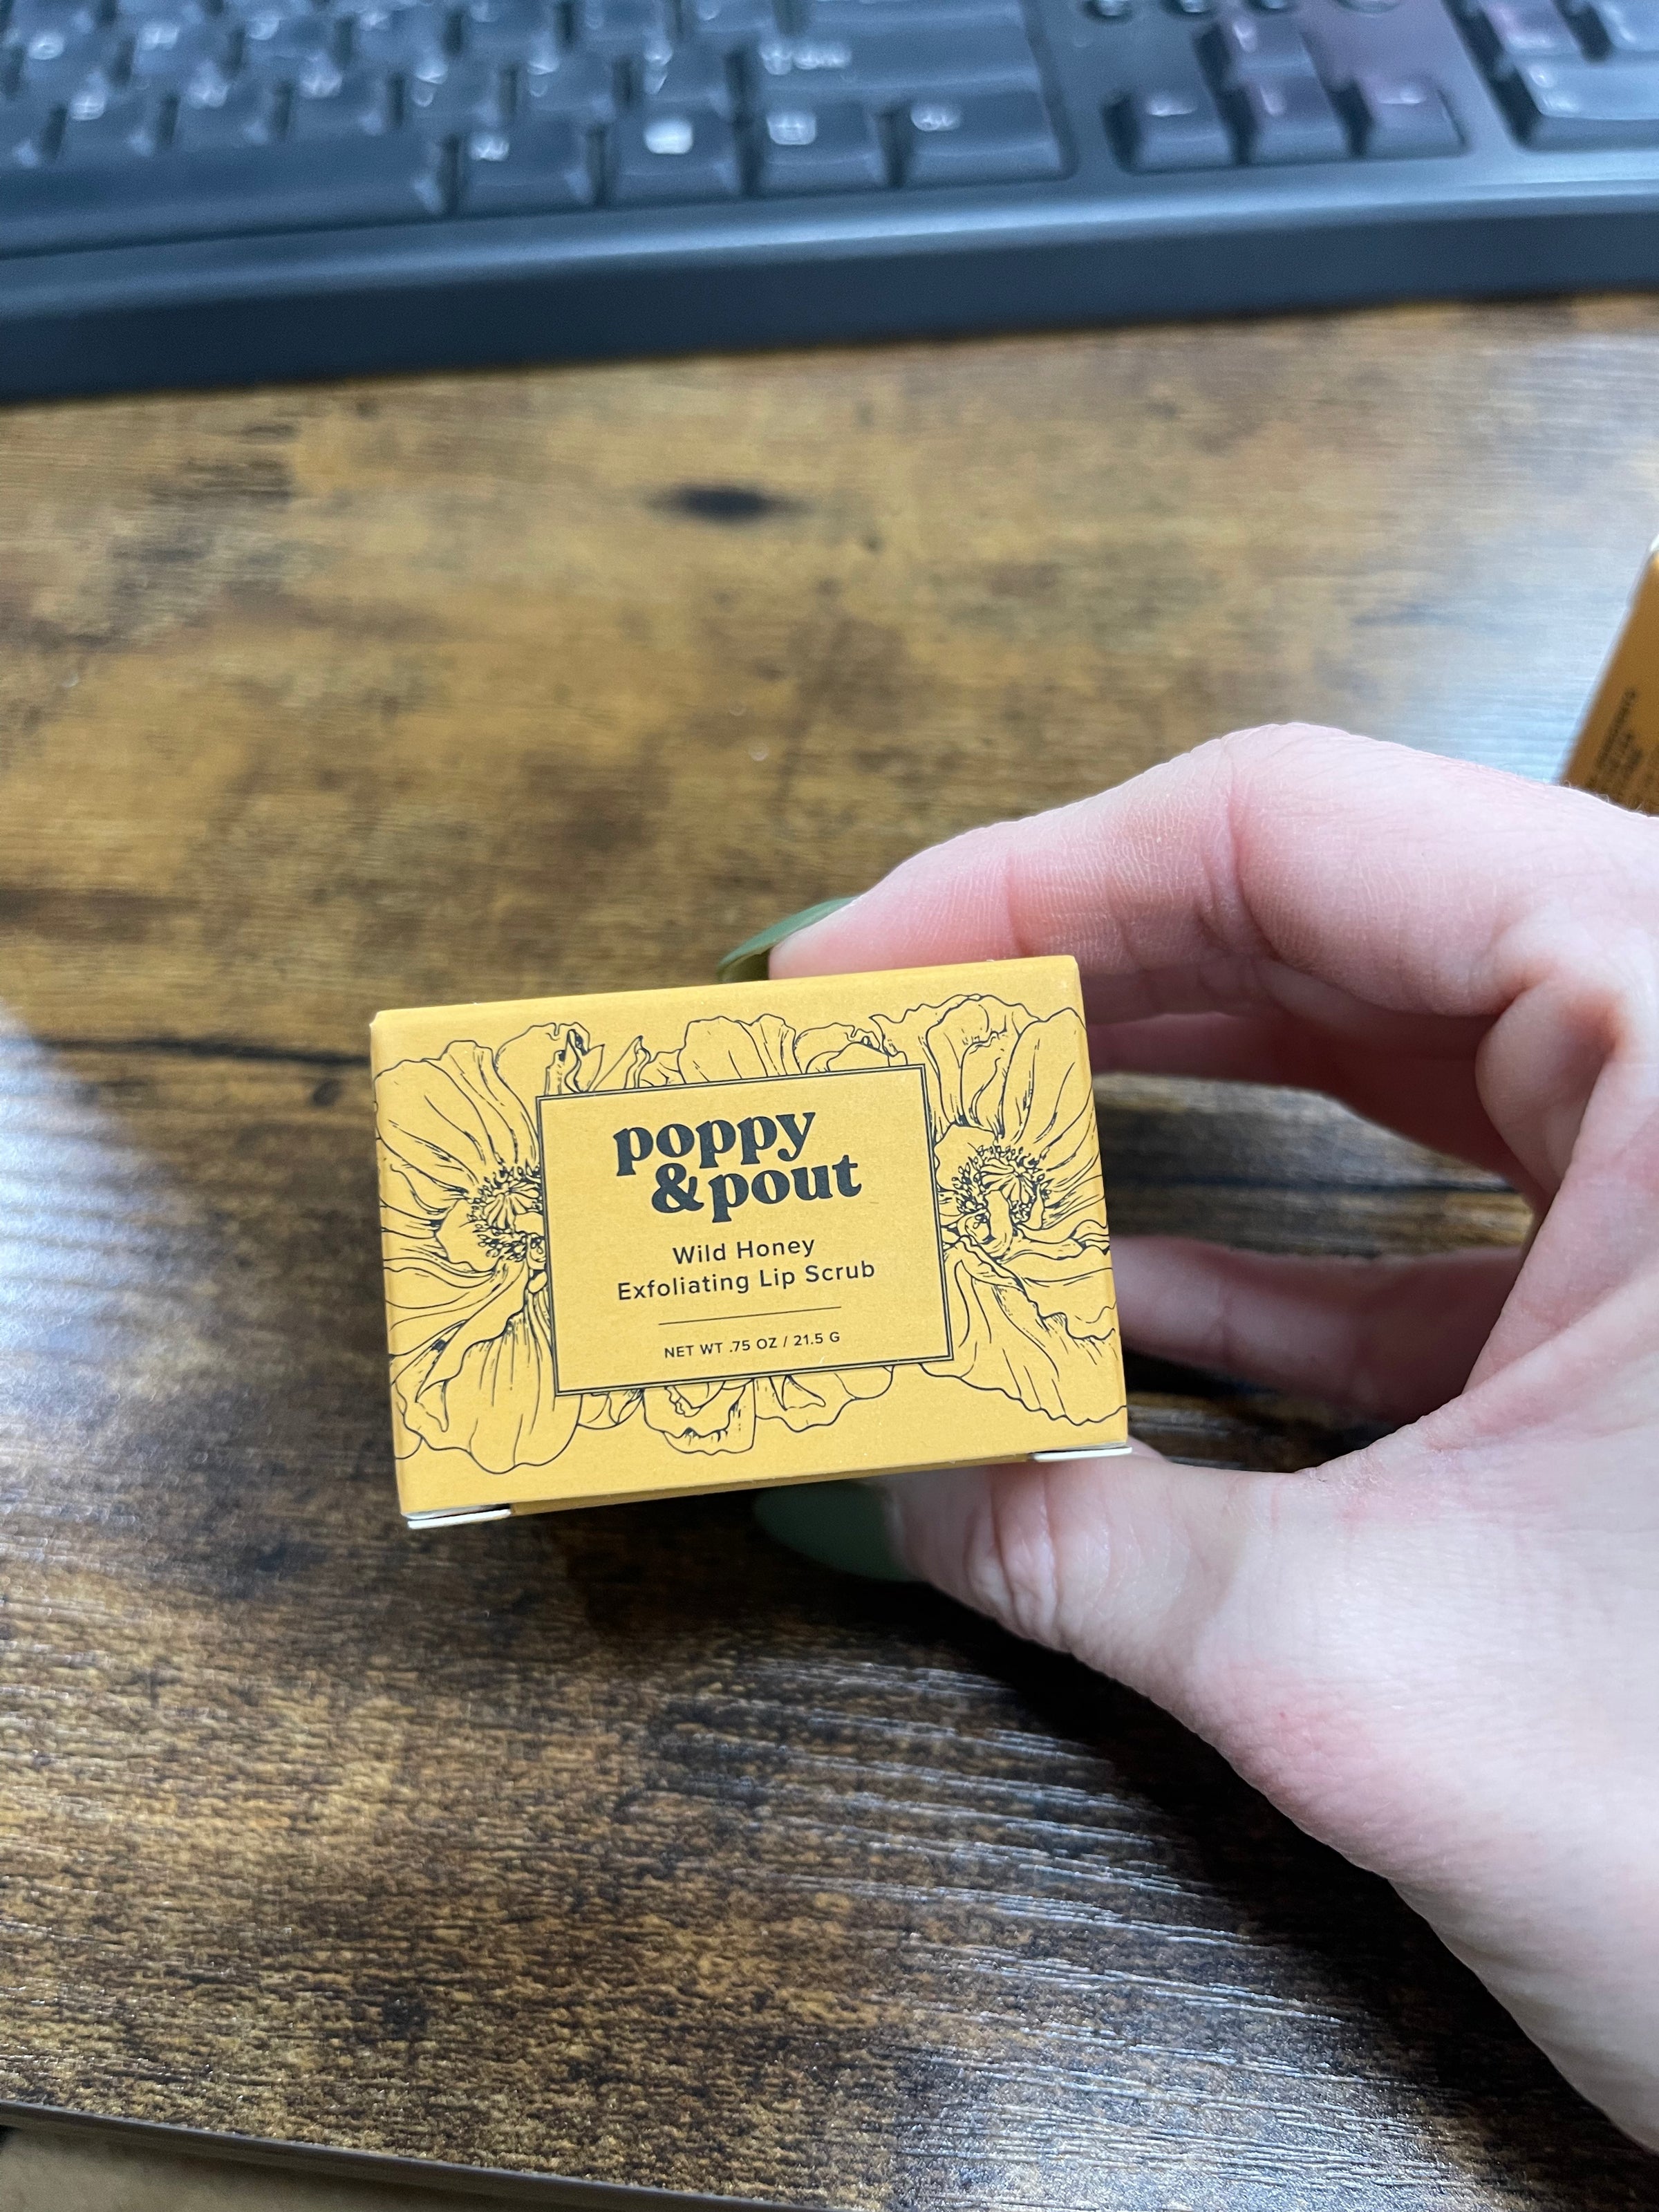 poppy
&pout
Wild Honey
Exfoliating Lip Scrub
NET WT .75 OZ / 21.5 G